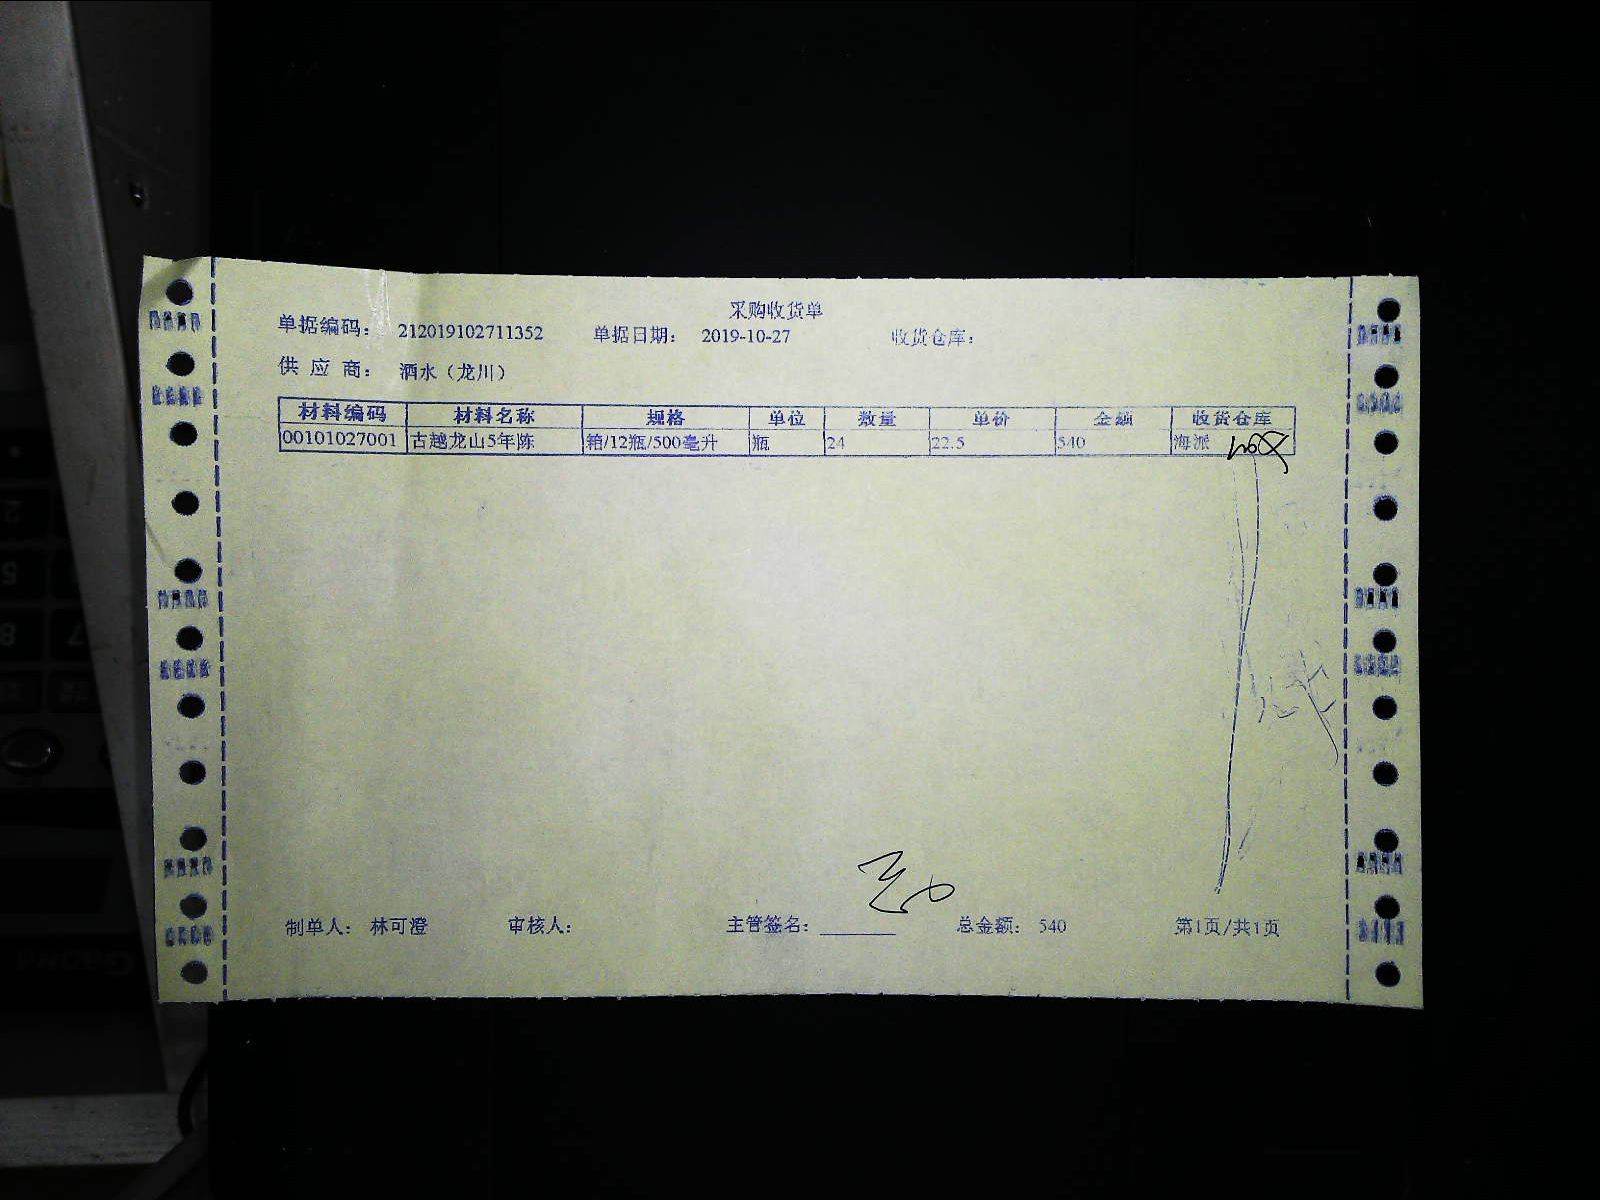 采购收货单
单据编码： 212019102711352 单据日期： 2019-10-27 收货仓库：
供 应 商： 酒水（龙川）
材料编码 材料名称 规格 单位 数量 单价 金额 收货仓库
00101027001 古越龙山5年陈 箱/12瓶/500毫升 瓶 24 22.5 540 海派
制单人： 林可澄 审核人： 主管签名： 总金额： 540 第1页/共1页